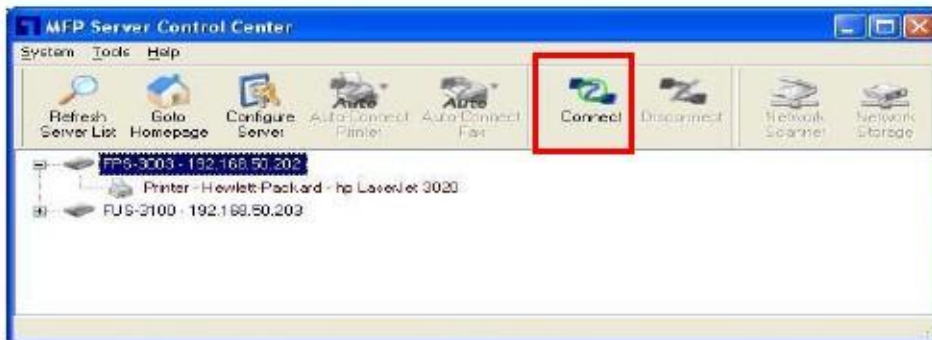 MFP Server Control Center
System Tools Help
Refresh Server List
Goto Homepage
Configure Server
Auto-Connect Printer
Auto-Connect Fax
Connect
Disconnect
Network Scanner
Network Storage
FPS-3003 - 192.168.50.202
Printer - Hewlett-Packard - hp LaserJet 3020
FUS-3100 - 192.168.50.203